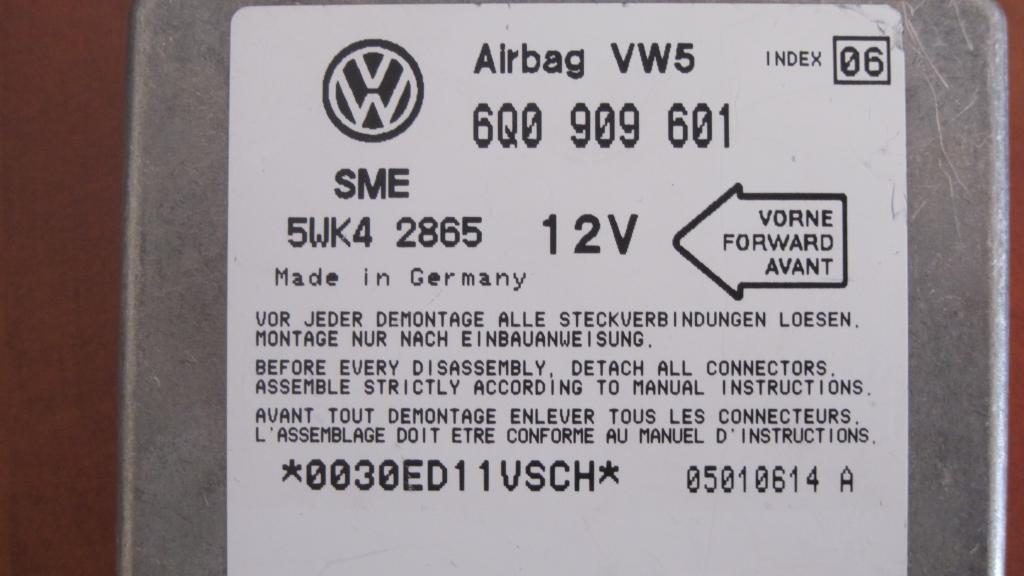 Airbag VW5 INDEX 06
6Q0 909 601
SME
5WK4 2865 12V
VORNE
FORWARD
AVANT
Made in Germany
VOR JEDER DEMONTAGE ALLE STECKVERBINDUNGEN LOESEN.
MONTAGE NUR NACH EINBAUANWEISUNG.
BEFORE EVERY DISASSEMBLY, DETACH ALL CONNECTORS.
ASSEMBLE STRICTLY ACCORDING TO MANUAL INSTRUCTIONS.
AVANT TOUT DEMONTAGE ENLEVER TOUS LES CONNECTEURS.
L'ASSEMBLAGE DOIT ETRE CONFORME AU MANUEL D'INSTRUCTIONS.
*0030ED11VSCH* 05010614 A